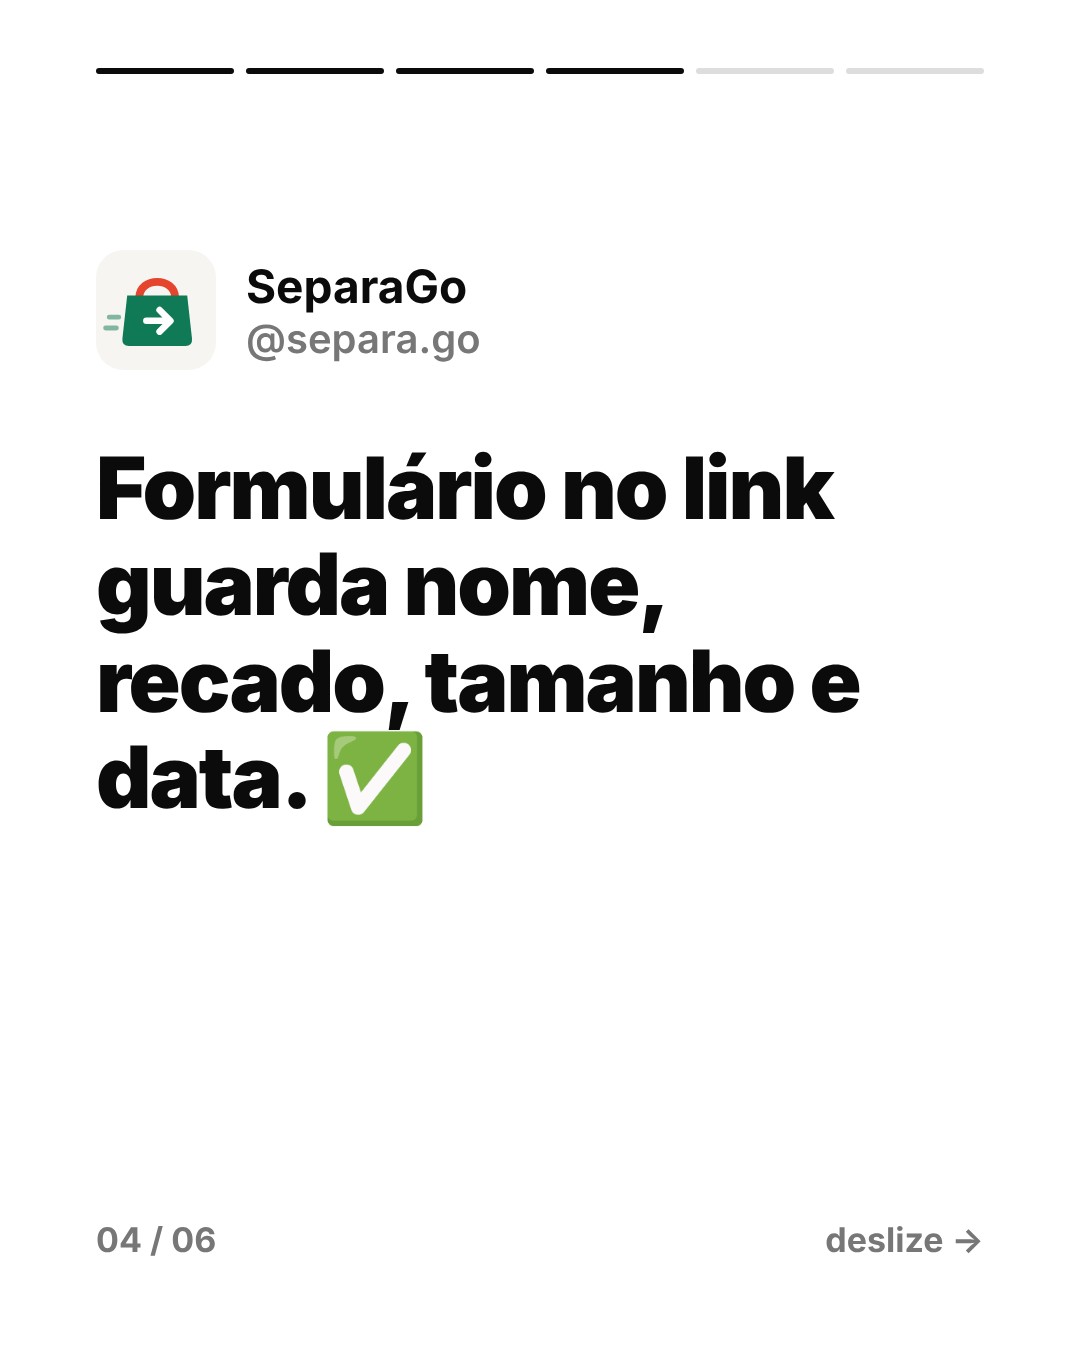 SeparaGo
@separa.go
Formulário no link
guarda nome,
recado, tamanho e
data. ✅
04 / 06
deslize →